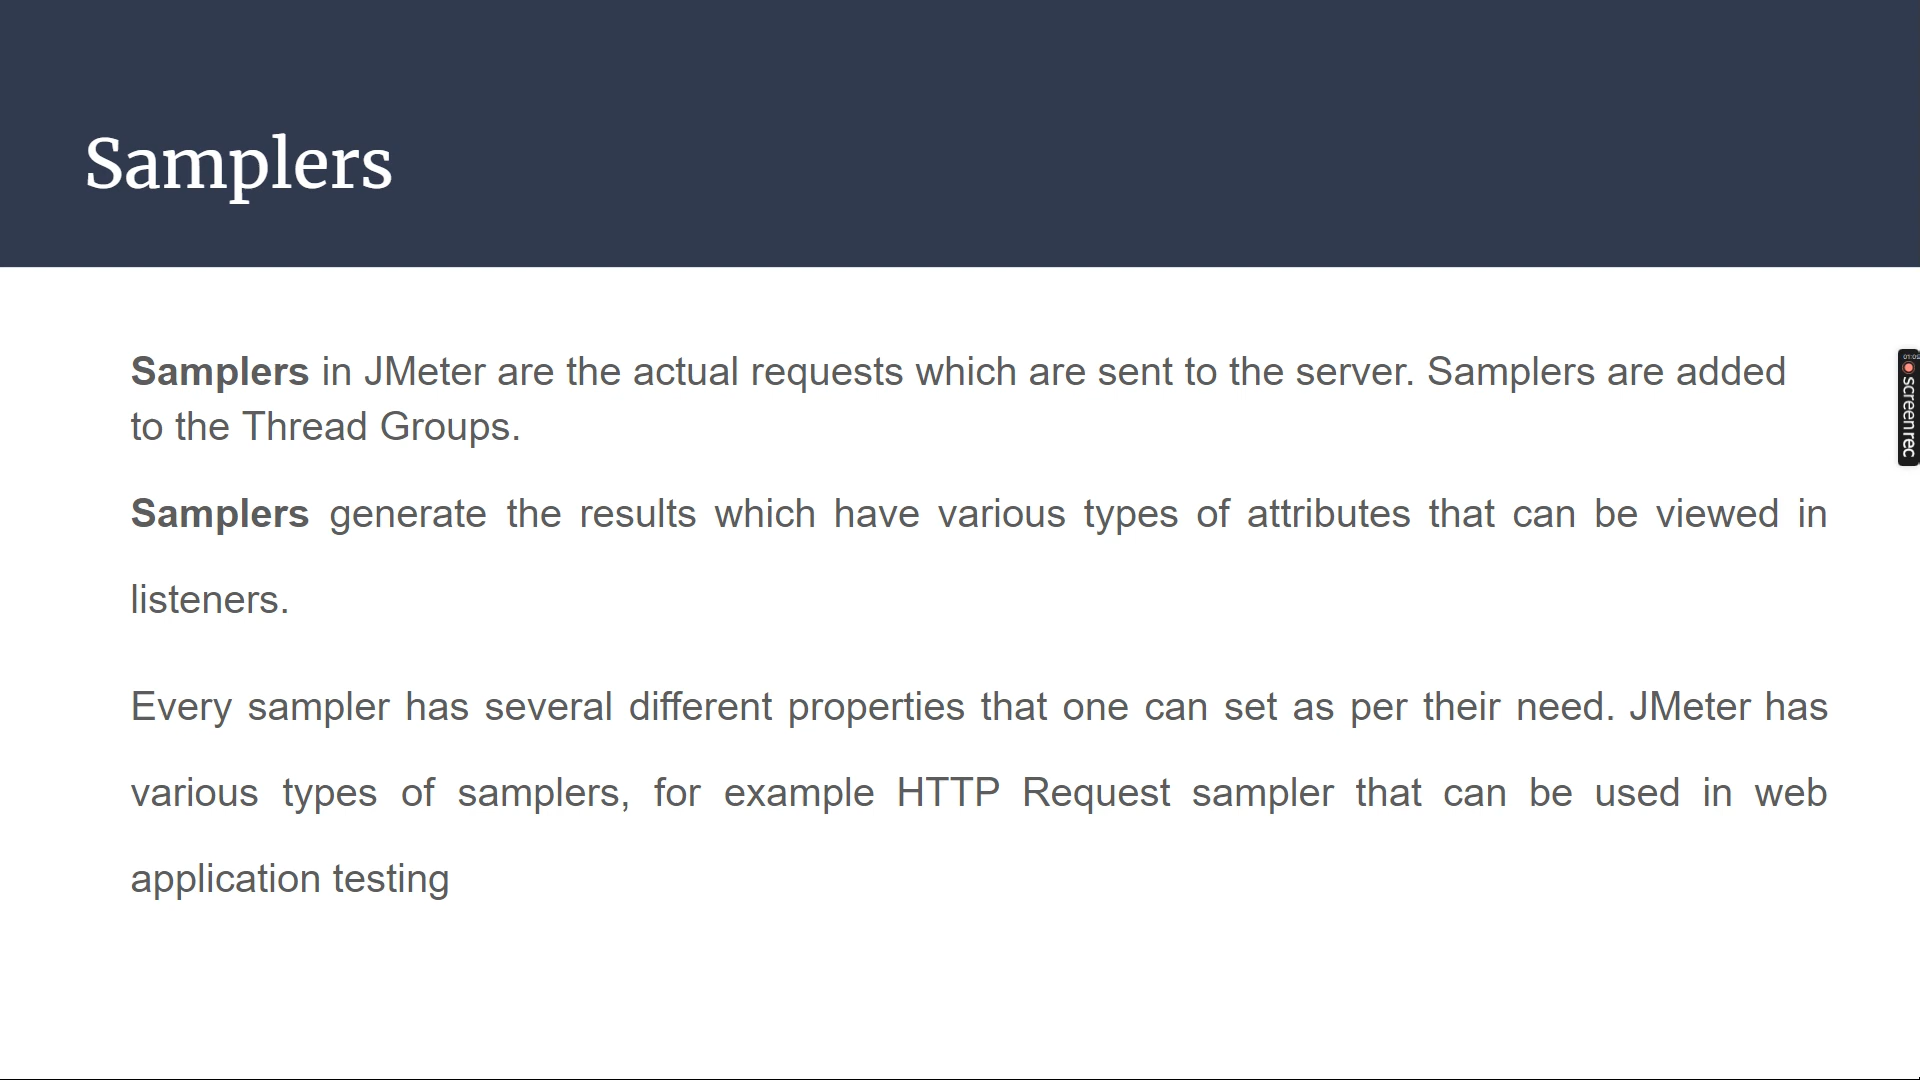 Samplers
Samplers in JMeter are the actual requests which are sent to the server. Samplers are added
to the Thread Groups.
Samplers generate the results which have various types of attributes that can be viewed in
listeners.
Every sampler has several different properties that one can set as per their need. JMeter has
various types of samplers, for example HTTP Request sampler that can be used in web
application testing
screenrec